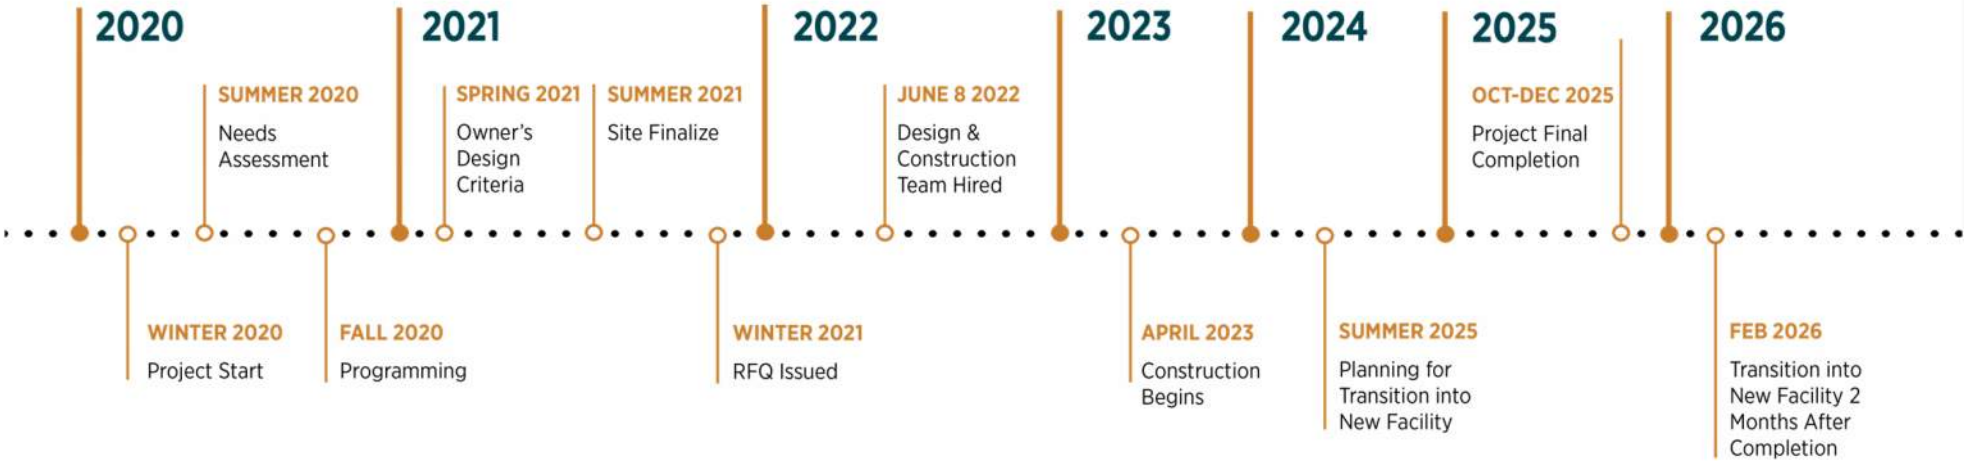 2020
2021
2022
2023
2024
2025
2026
SUMMER 2020
Needs
Assessment
SPRING 2021
Owner’s
Design
Criteria
SUMMER 2021
Site Finalize
JUNE 8 2022
Design &
Construction
Team Hired
OCT-DEC 2025
Project Final
Completion
WINTER 2020
Project Start
FALL 2020
Programming
WINTER 2021
RFQ Issued
APRIL 2023
Construction
Begins
SUMMER 2025
Planning for
Transition into
New Facility
FEB 2026
Transition into
New Facility 2
Months After
Completion